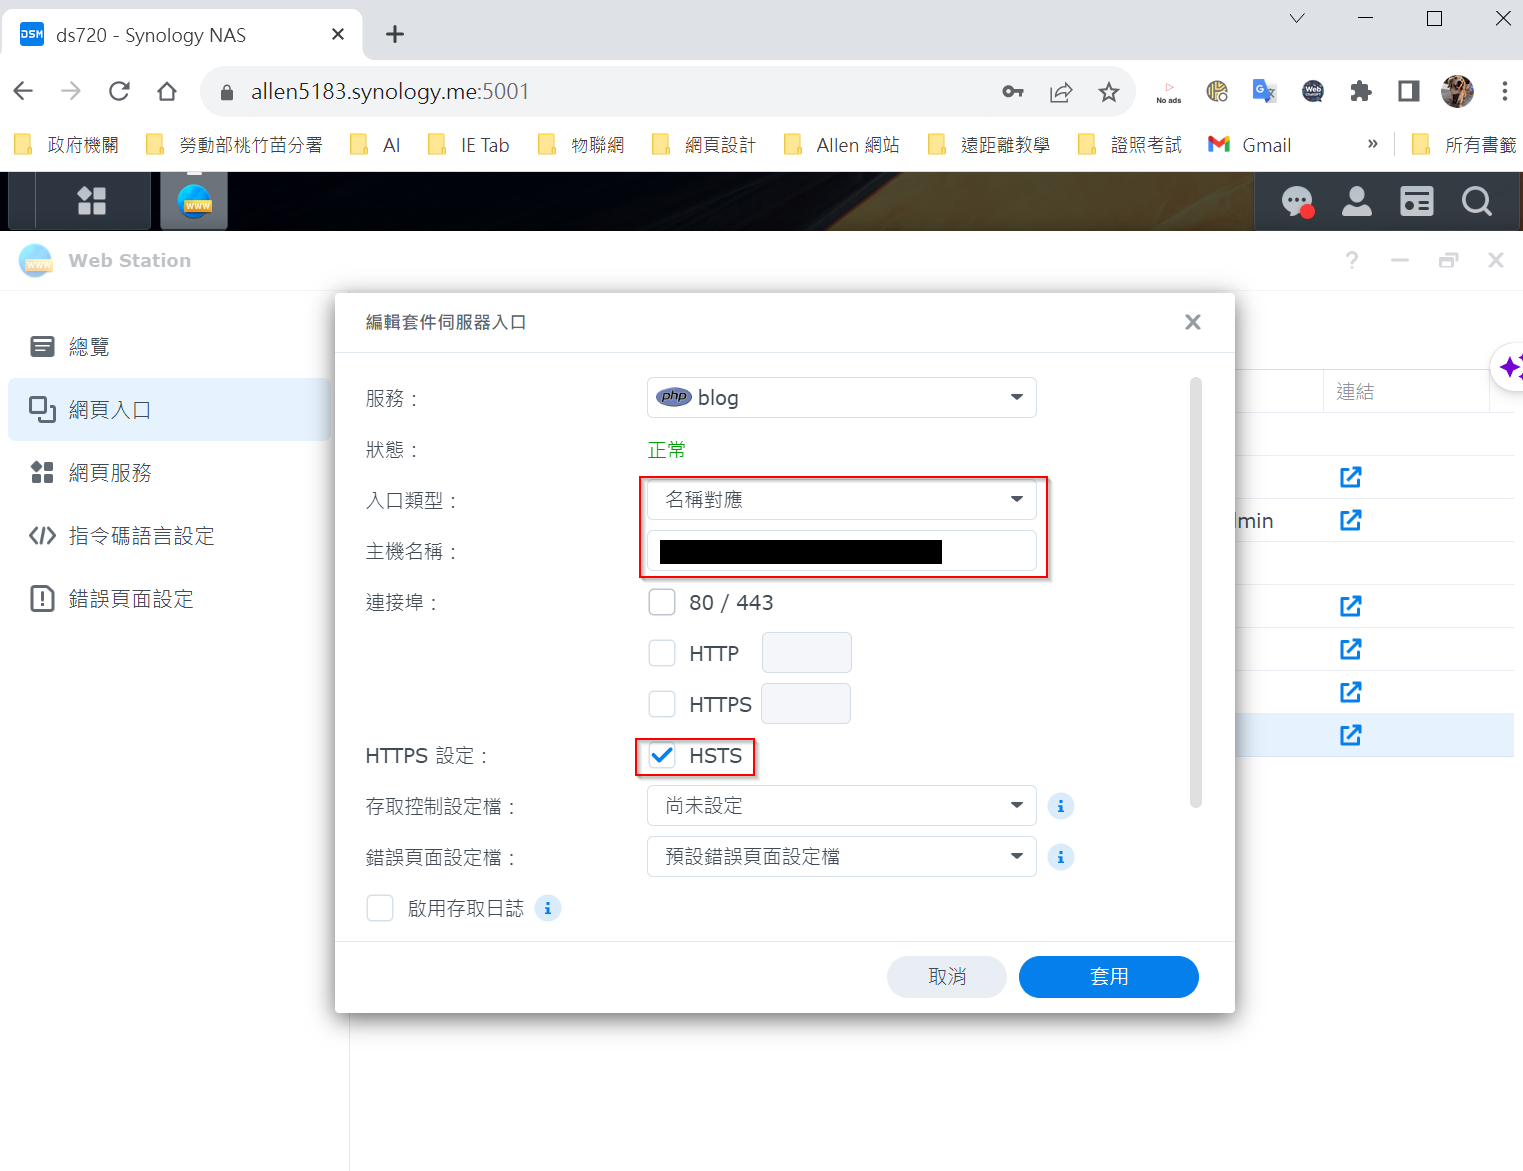 DSM ds720 - Synology NAS
allen5183.synology.me:5001
No ads
政府機關 勞動部桃竹苗分署 AI IE Tab 物聯網 網頁設計 Allen 網站 遠距離教學 證照考試 Gmail » 所有書籤
www
Web Station
編輯套件伺服器入口
總覽
網頁入口
網頁服務
指令碼語言設定
錯誤頁面設定
連結
lmin
服務：
php blog
狀態：
正常
入口類型：
名稱對應
主機名稱：
連接埠：
80 / 443
HTTP
HTTPS
HTTPS 設定：
HSTS
存取控制設定檔：
尚未設定
錯誤頁面設定檔：
預設錯誤頁面設定檔
啟用存取日誌
取消
套用